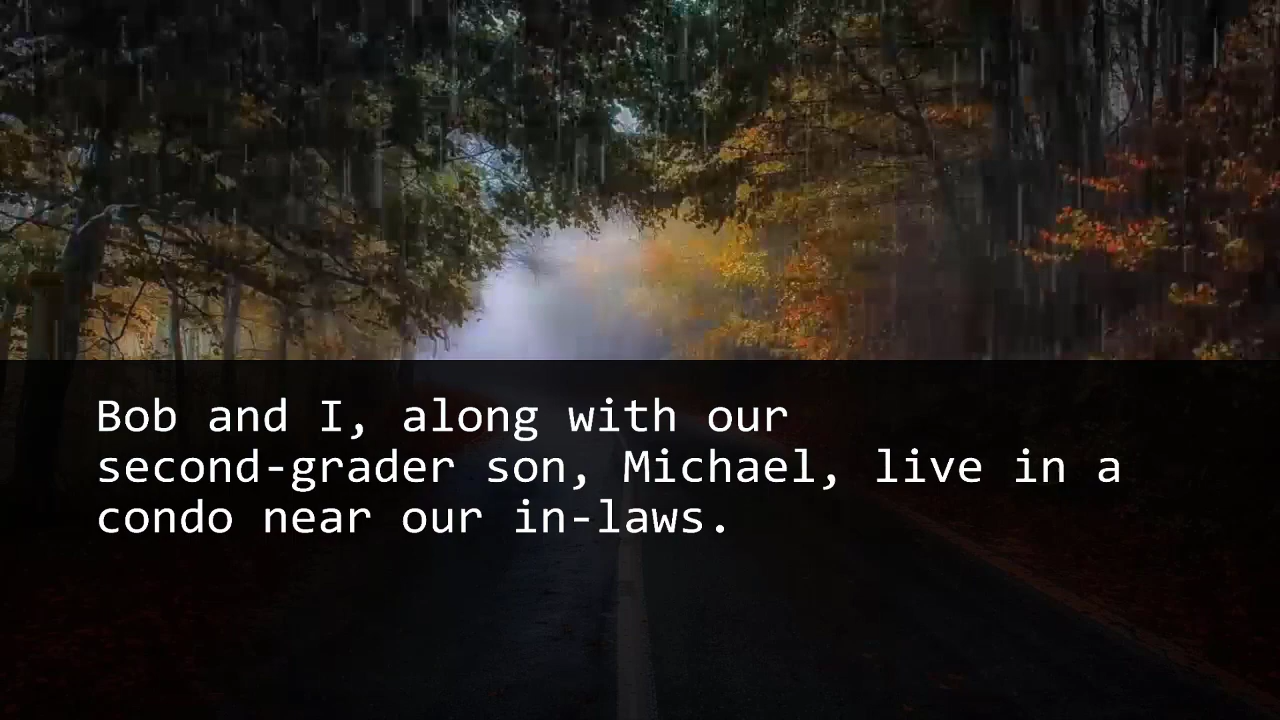 Bob and I, along with our
second-grader son, Michael, live in a
condo near our in-laws.